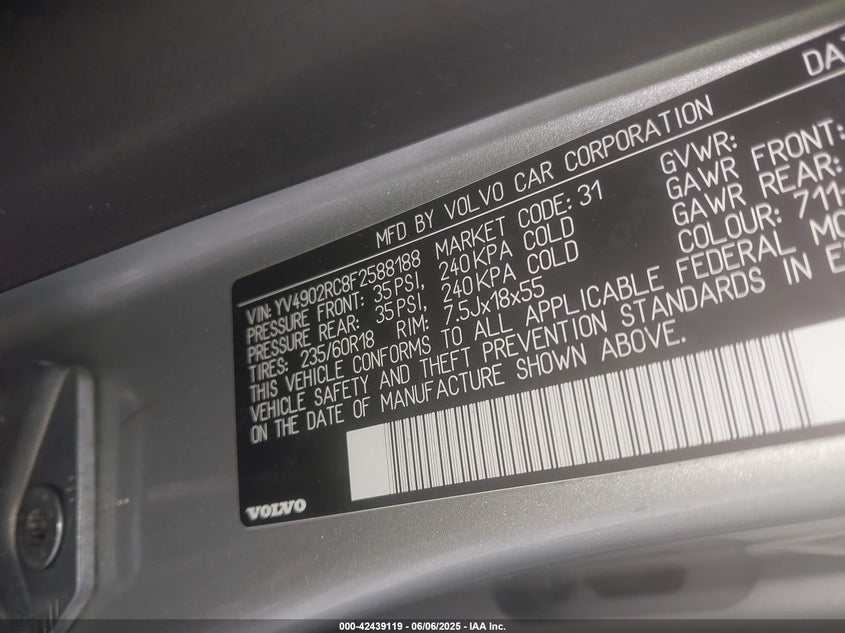 DA
MFD BY VOLVO CAR CORPORATION
VIN: YV4902RC8F2588188 MARKET CODE: 31
PRESSURE FRONT: 35PSI, 240KPA COLD
PRESSURE REAR: 35PSI, 240KPA COLD
TIRES: 235/60R18 RIM: 7.5Jx18x55
GVWR:
GAWR FRONT:
GAWR REAR:
COLOUR: 711-
THIS VEHICLE CONFORMS TO ALL APPLICABLE FEDERAL MO
VEHICLE SAFETY AND THEFT PREVENTION STANDARDS IN E
ON THE DATE OF MANUFACTURE SHOWN ABOVE.
VOLVO
000-42439119 - 06/06/2025 - IAA Inc.